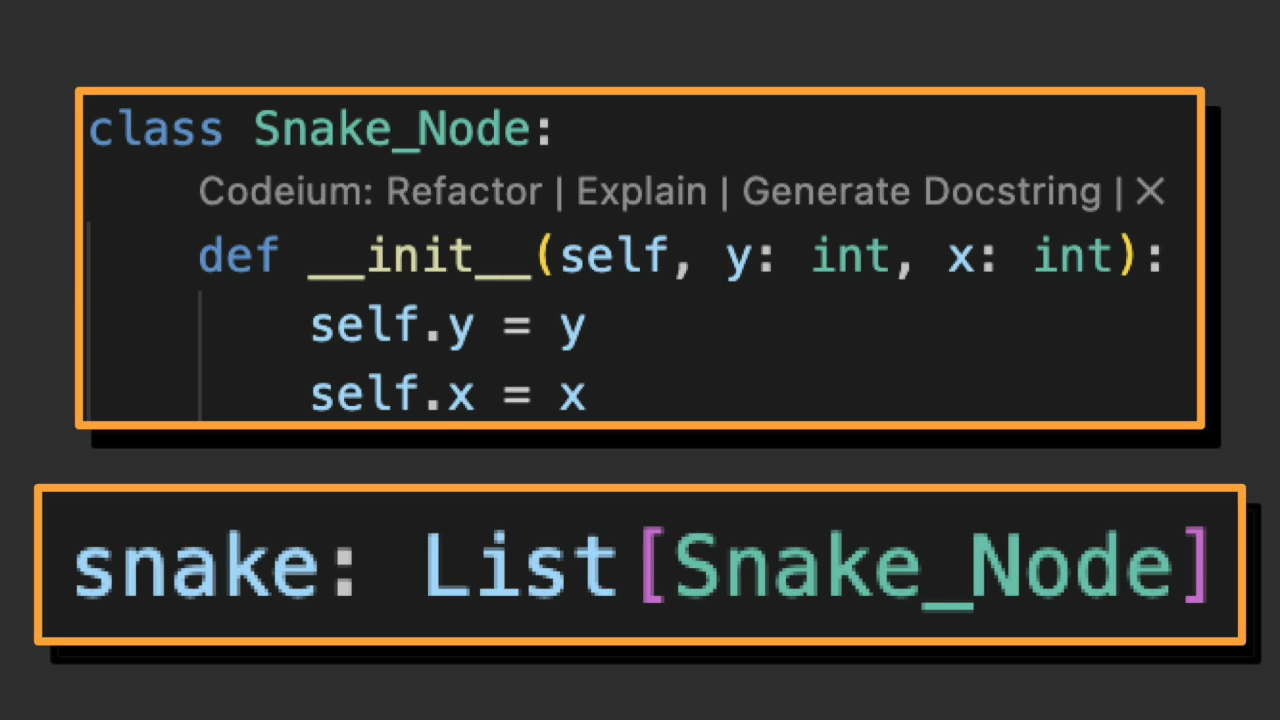 class Snake_Node:
Codeium: Refactor | Explain | Generate Docstring | ✕
def __init__(self, y: int, x: int):
self.y = y
self.x = x
snake: List[Snake_Node]